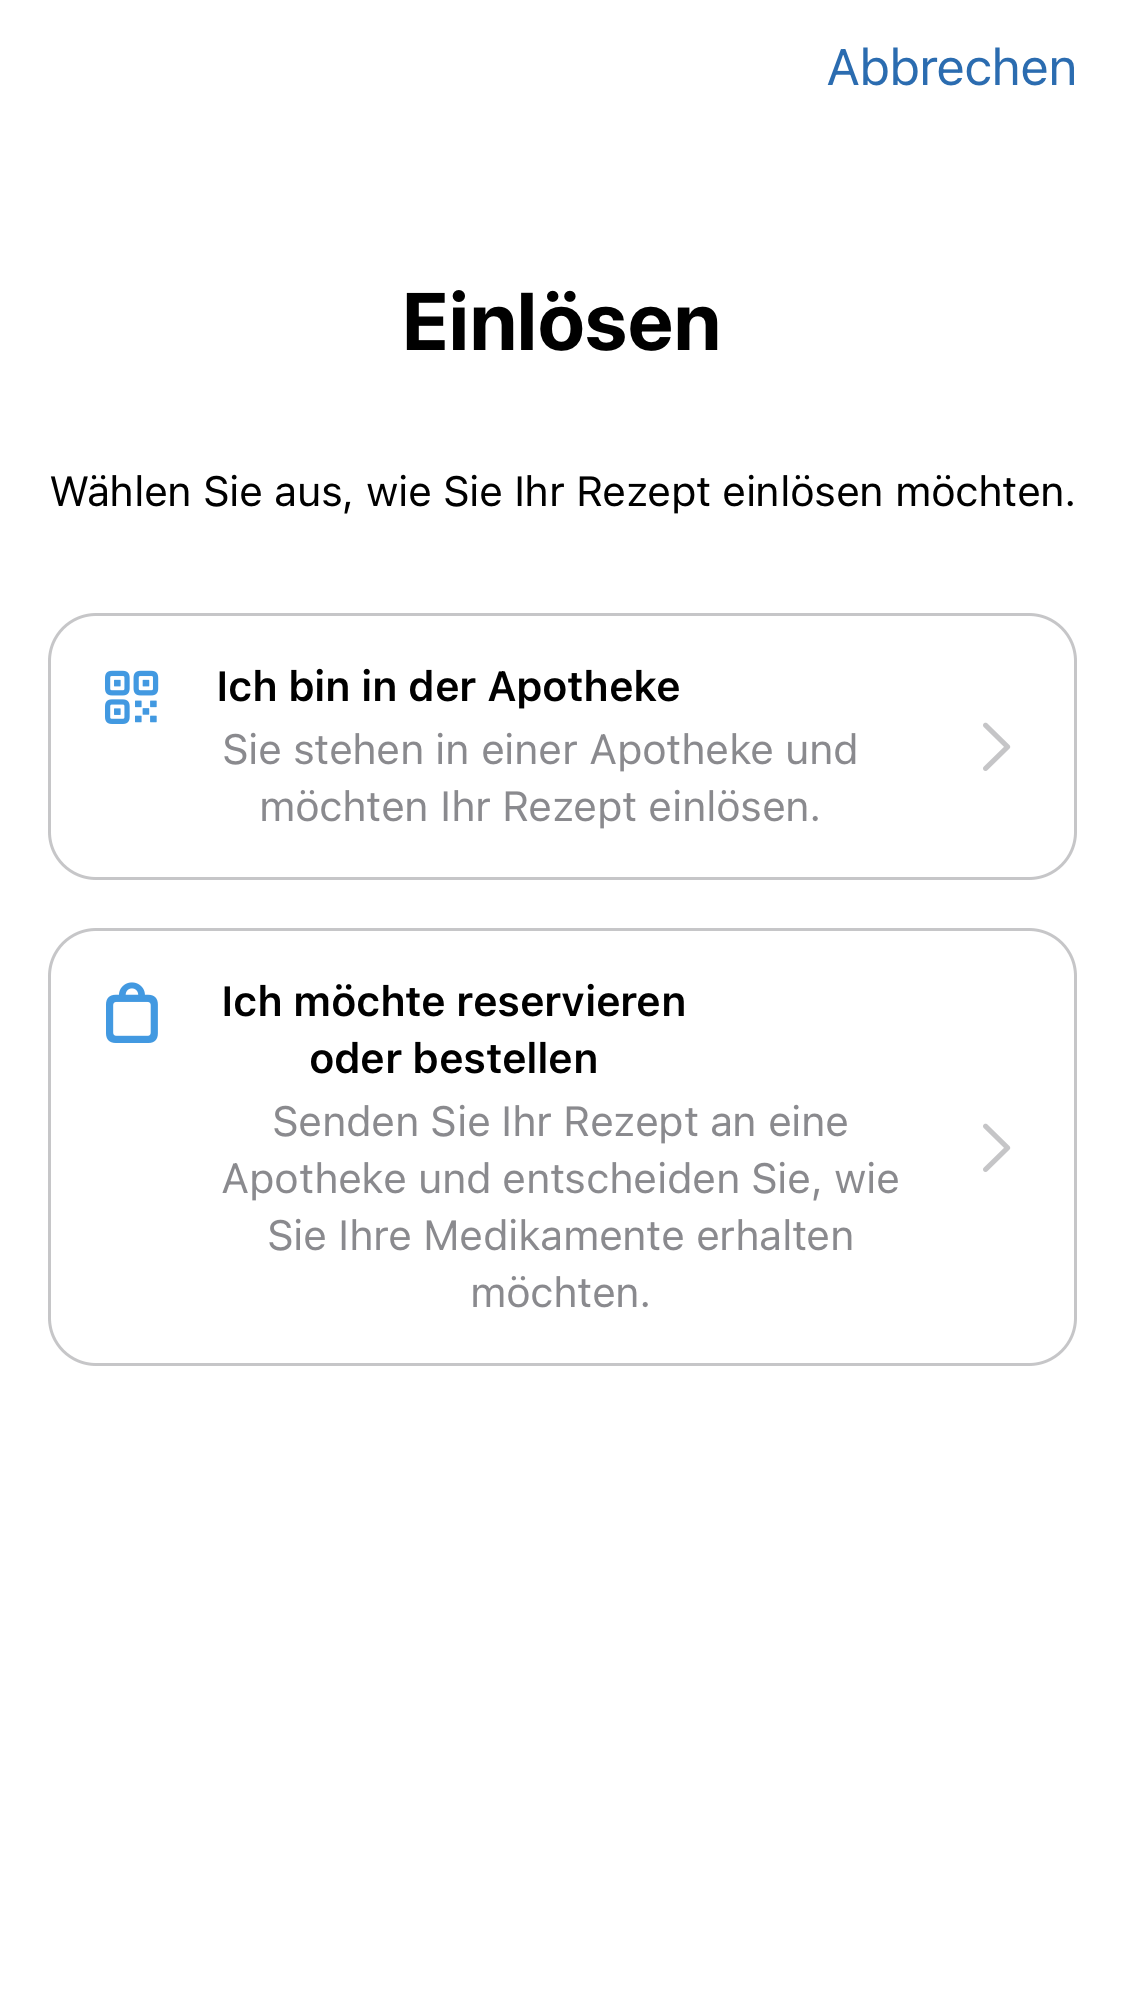 Abbrechen
Einlösen
Wählen Sie aus, wie Sie Ihr Rezept einlösen möchten.
Ich bin in der Apotheke
Sie stehen in einer Apotheke und
möchten Ihr Rezept einlösen.
Ich möchte reservieren
oder bestellen
Senden Sie Ihr Rezept an eine
Apotheke und entscheiden Sie, wie
Sie Ihre Medikamente erhalten
möchten.